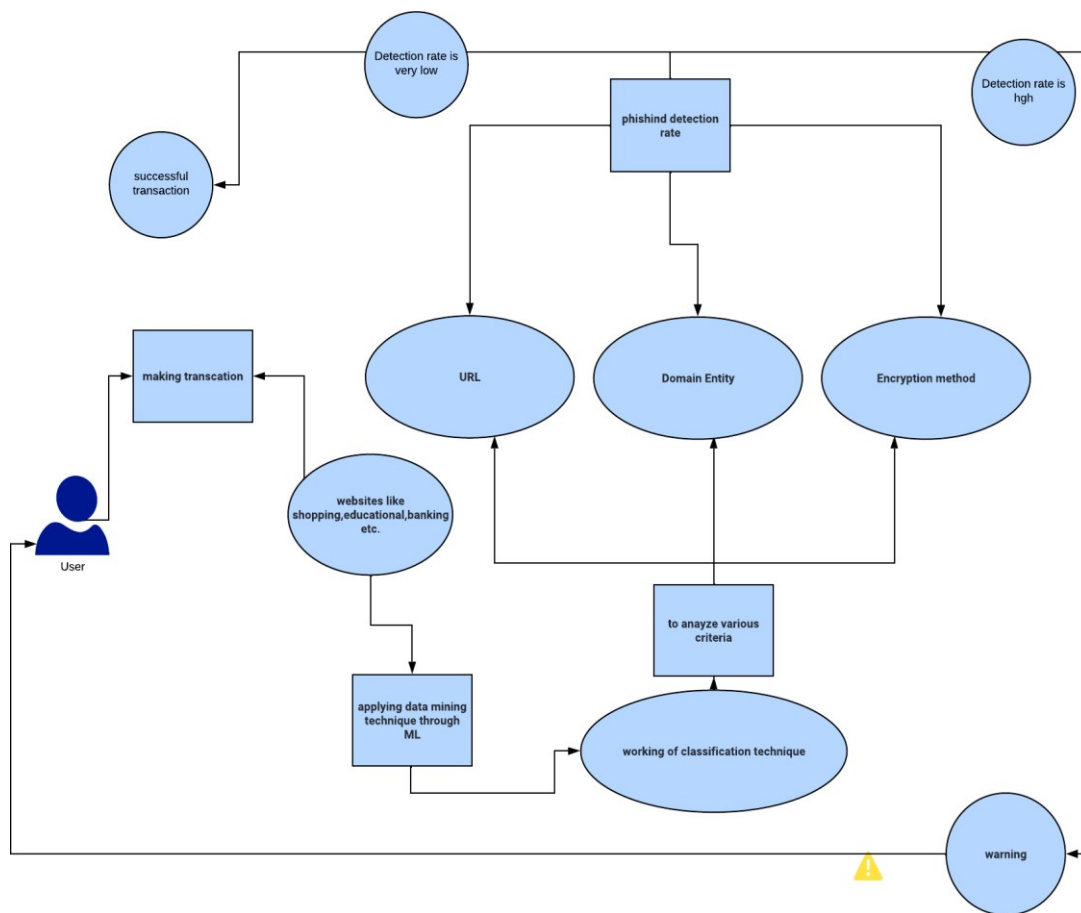 Detection rate is
very low
Detection rate is
hgh
phishind detection
rate
successful
transaction
making transcation
URL
Domain Entity
Encryption method
websites like
shopping,educational,banking
etc.
User
to anayze various
criteria
applying data mining
technique through
ML
working of classification technique
warning